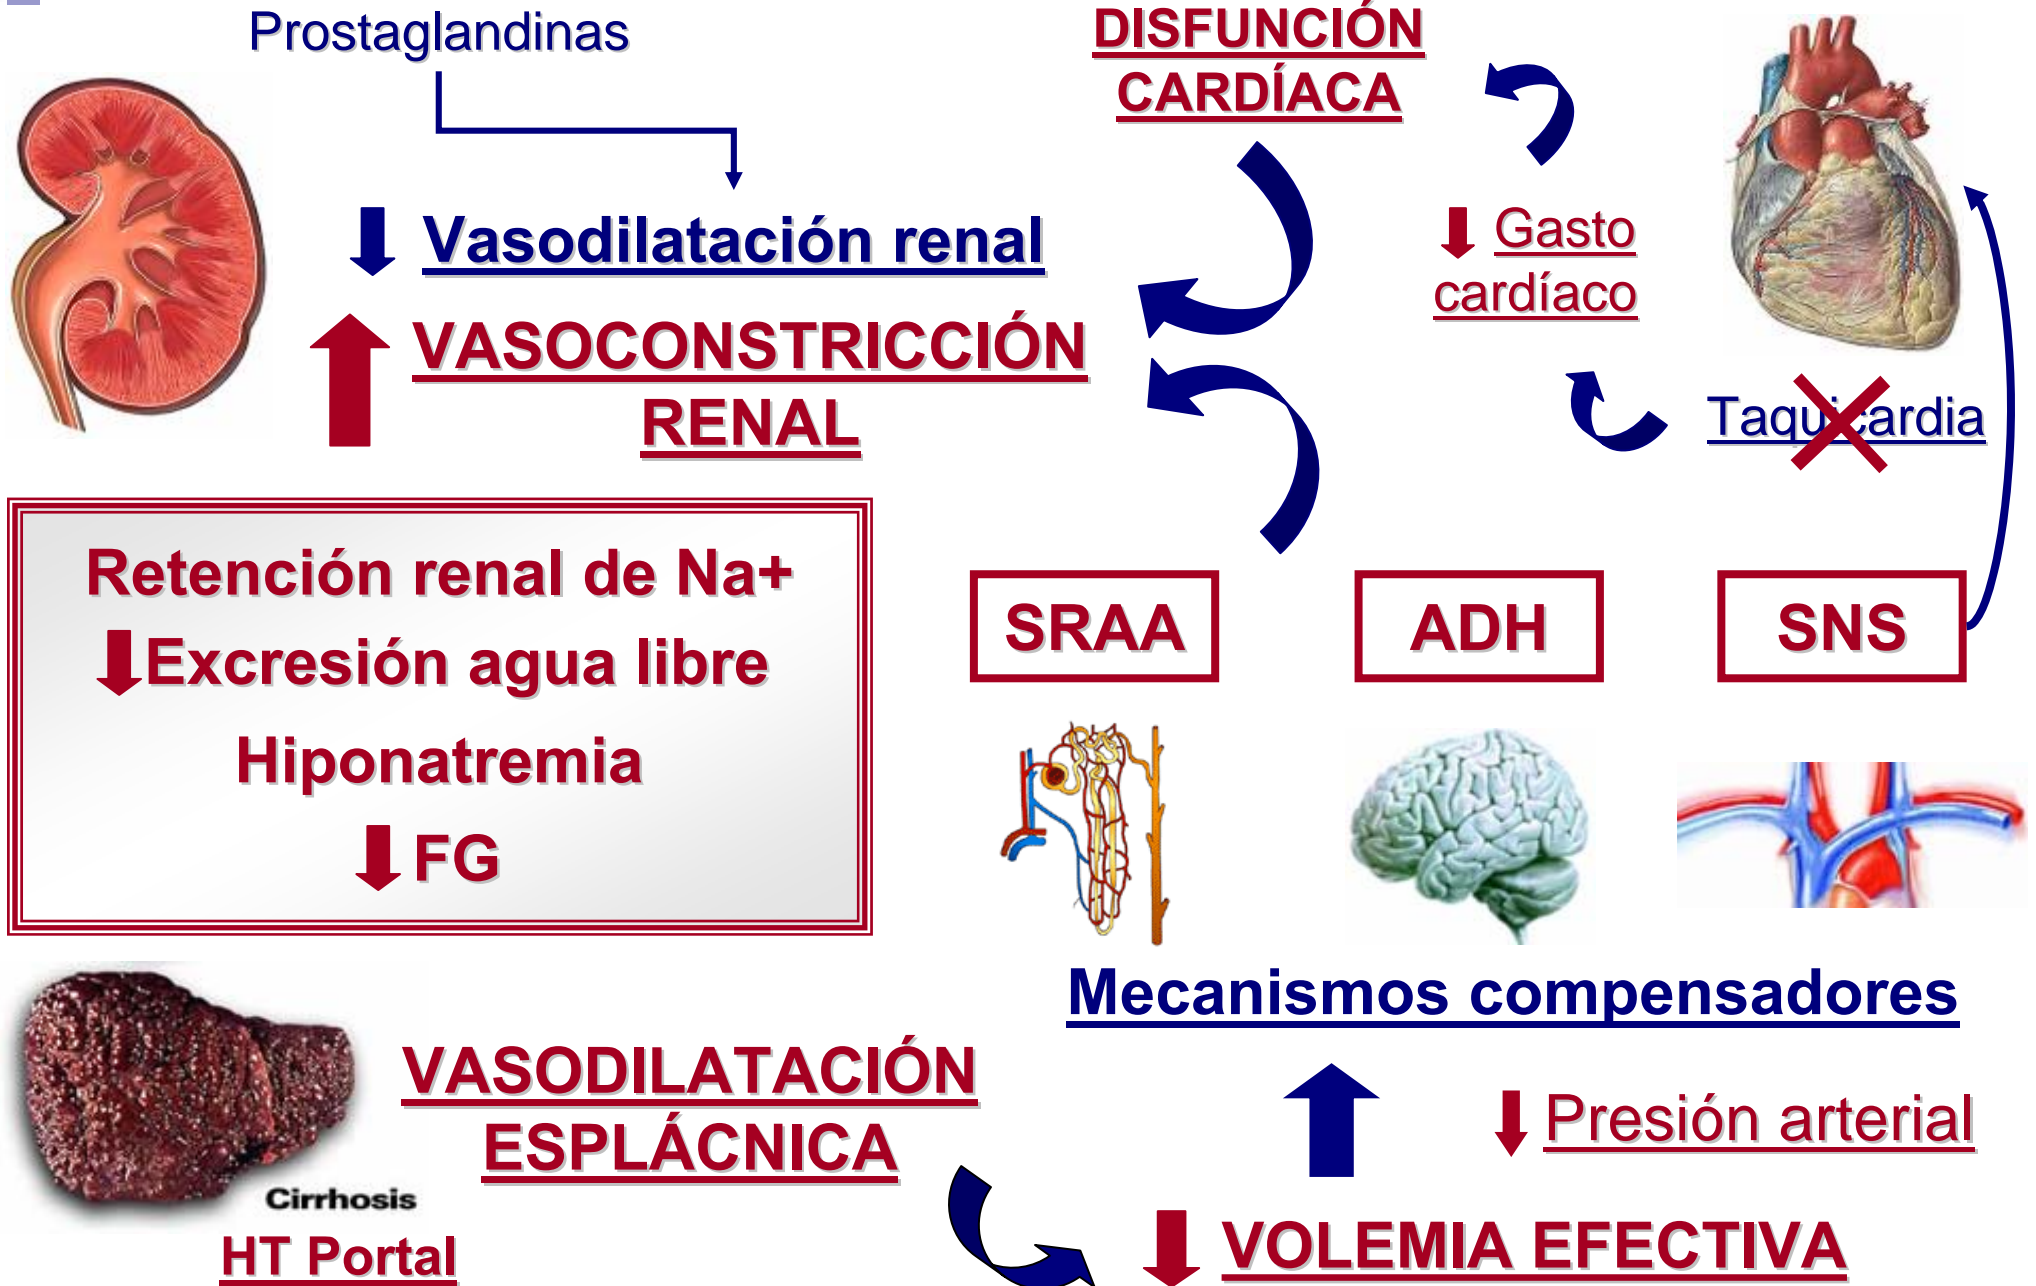 Prostaglandinas
Vasodilatación renal
VASOCONSTRICCIÓN
RENAL
DISFUNCIÓN
CARDÍACA
Gasto
cardíaco
Taquicardia
Retención renal de Na+
Excresión agua libre
Hiponatremia
FG
SRAA
ADH
SNS
Mecanismos compensadores
Cirrhosis
HT Portal
VASODILATACIÓN
ESPLÁCNICA
Presión arterial
VOLEMIA EFECTIVA